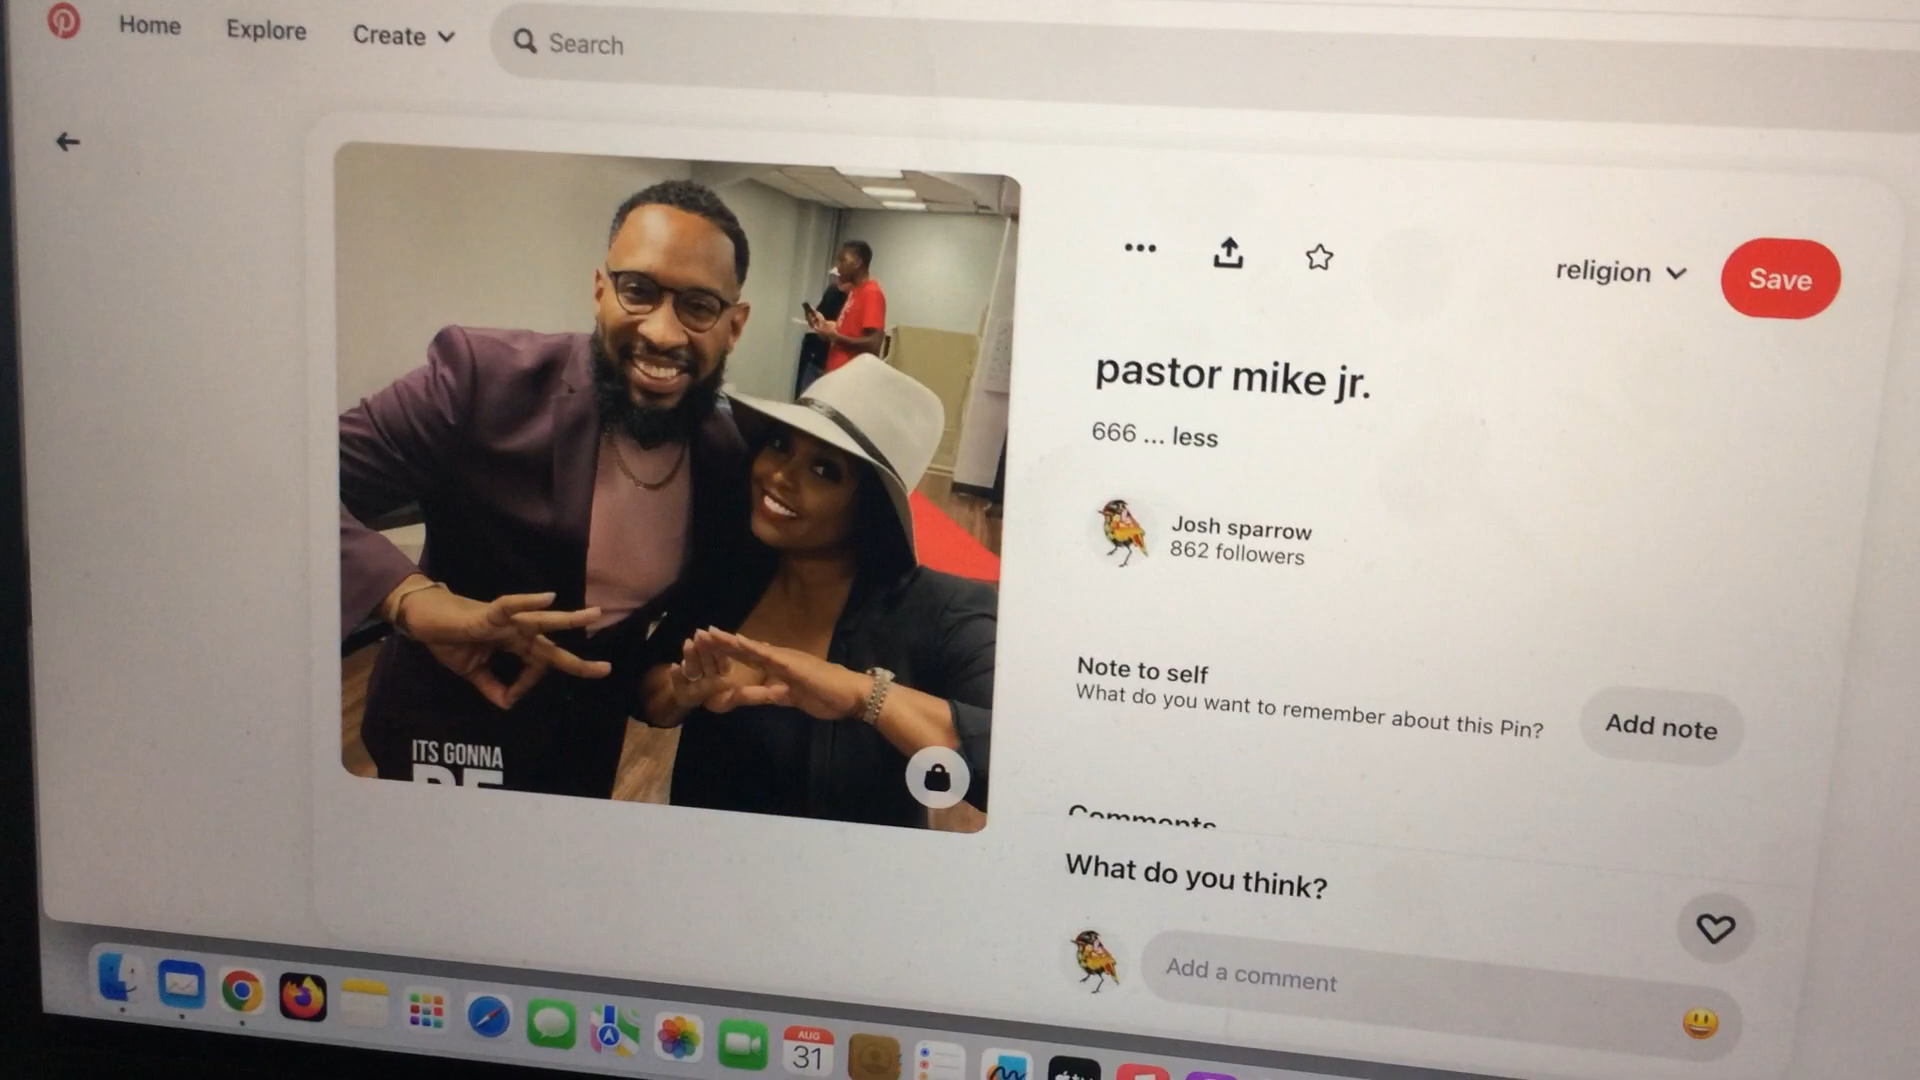 Home
Explore
Create
Search
religion
Save
pastor mike jr.
666 ... less
Josh sparrow
862 followers
Note to self
What do you want to remember about this Pin?
Add note
ITS GONNA
BE
Comments
What do you think?
Add a comment
AUG
31